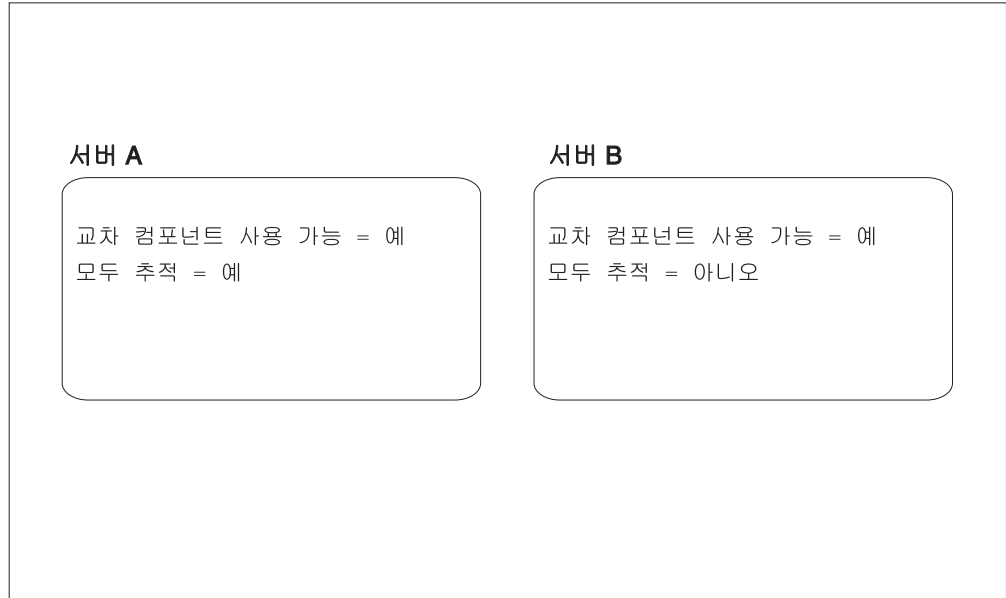 서버 A
교차 컴포넌트 사용 가능 = 예
모두 추적 = 예
서버 B
교차 컴포넌트 사용 가능 = 예
모두 추적 = 아니오